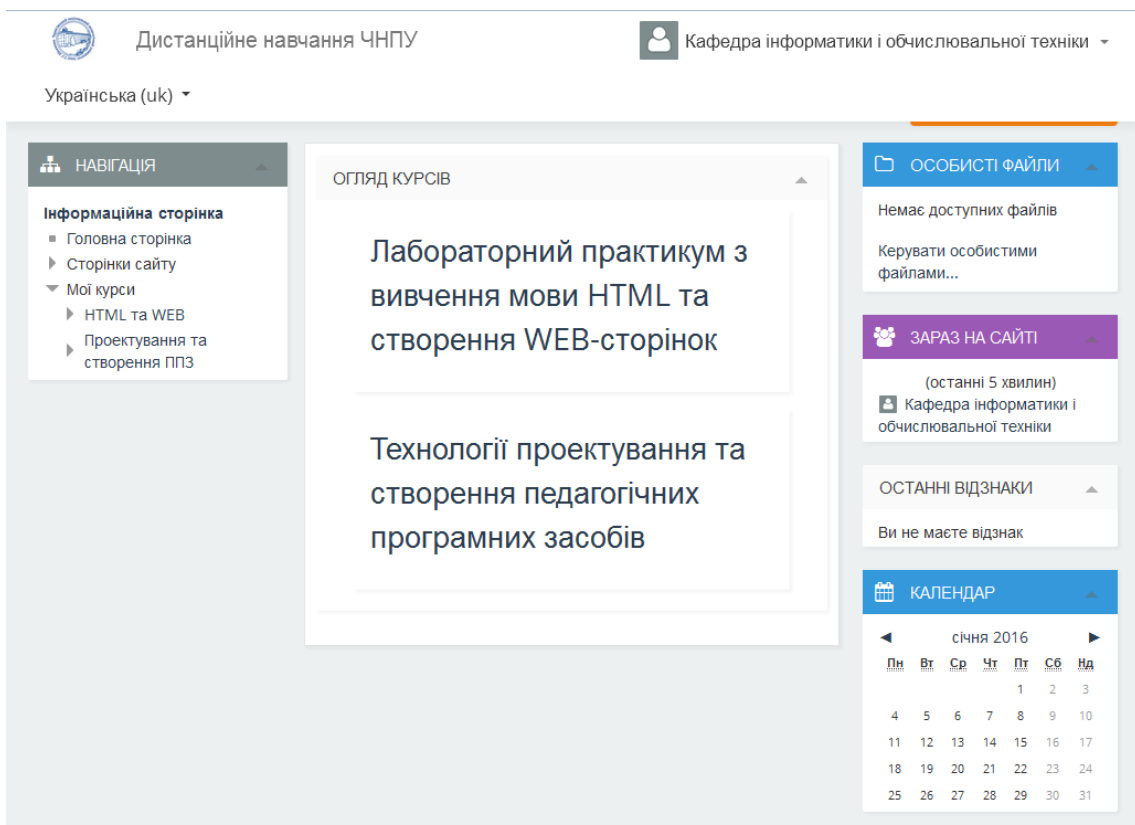 Дистанційне навчання ЧНПУ
Кафедра інформатики і обчислювальної техніки
Українська (uk)
НАВІГАЦІЯ
Інформаційна сторінка
Головна сторінка
Сторінки сайту
Мої курси
HTML та WEB
Проектування та
створення ППЗ
ОГЛЯД КУРСІВ
Лабораторний практикум з
вивчення мови HTML та
створення WEB-сторінок
Технології проектування та
створення педагогічних
програмних засобів
ОСОБИСТІ ФАЙЛИ
Немає доступних файлів
Керувати особистими
файлами...
ЗАРАЗ НА САЙТІ
(останні 5 хвилин)
Кафедра інформатики і
обчислювальної техніки
ОСТАННІ ВІДЗНАКИ
Ви не маєте відзнак
КАЛЕНДАР
◄ січня 2016 ►
Пн Вт Ср Чт Пт Сб Нд
1 2 3
4 5 6 7 8 9 10
11 12 13 14 15 16 17
18 19 20 21 22 23 24
25 26 27 28 29 30 31